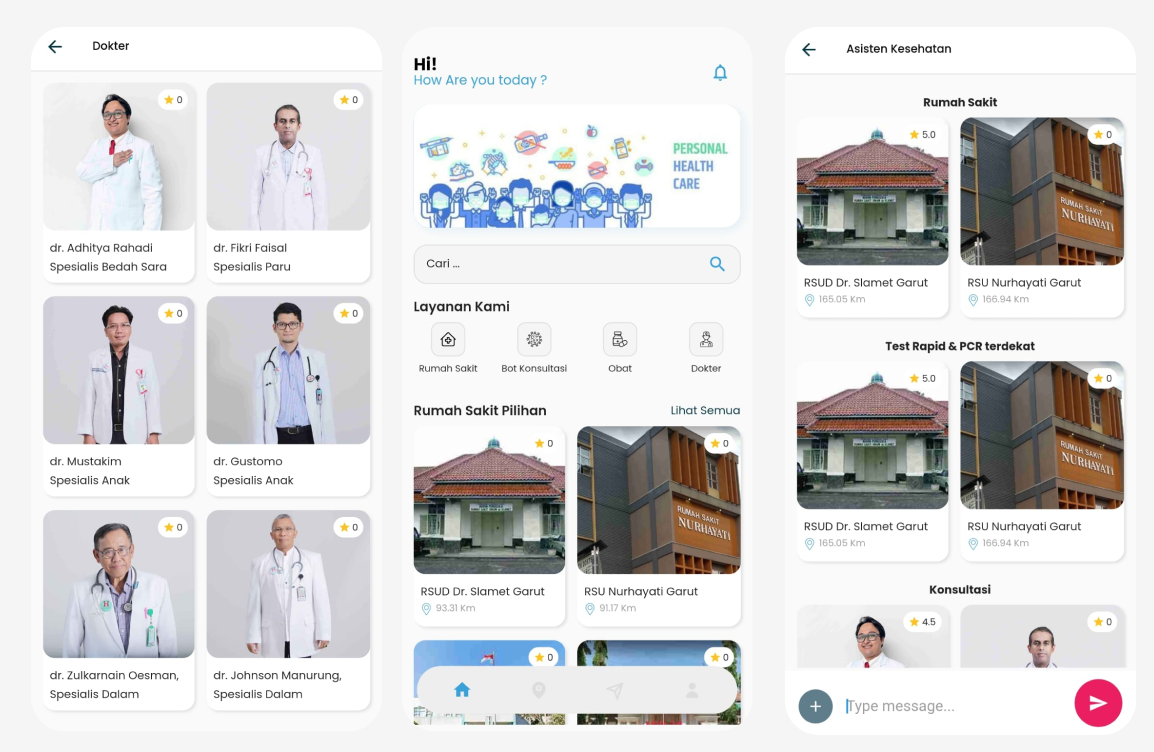 Dokter
0
0
dr. Adhitya Rahadi
Spesialis Bedah Sara
dr. Fikri Faisal
Spesialis Paru
0
0
dr. Mustakim
Spesialis Anak
dr. Gustomo
Spesialis Anak
0
0
dr. Zulkarnain Oesman,
Spesialis Dalam
dr. Johnson Manurung,
Spesialis Dalam
Hi!
How Are you today ?
PERSONAL
HEALTH
CARE
Cari ...
Layanan Kami
Rumah Sakit
Bot Konsultasi
Obat
Dokter
Rumah Sakit Pilihan
Lihat Semua
0
0
RUMAH SAKIT
NURHAYATI
RSUD Dr. Slamet Garut
93.31 Km
RSU Nurhayati Garut
91.17 Km
0
0
Asisten Kesehatan
Rumah Sakit
5.0
0
RUMAH SAKIT
NURHAYATI
RSUD Dr. Slamet Garut
165.05 Km
RSU Nurhayati Garut
166.94 Km
Test Rapid & PCR terdekat
5.0
0
RUMAH SAKIT
NURHAYATI
RSUD Dr. Slamet Garut
165.05 Km
RSU Nurhayati Garut
166.94 Km
Konsultasi
4.5
0
Type message...